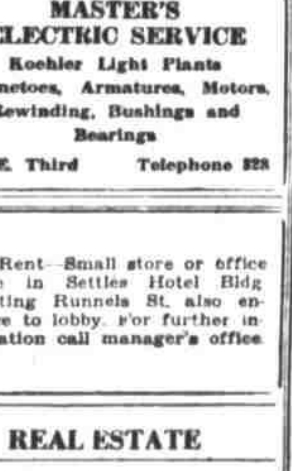 MASTER'S
ELECTRIC SERVICE
Koehler Light Plants
netoes, Armatures, Motors,
Rewinding, Bushings and
Bearings
E. Third Telephone 328
Rent—Small store or office
e in Settles Hotel Bldg
ting Runnels St. also en-
e to lobby. For further in-
ation call manager's office.
REAL ESTATE